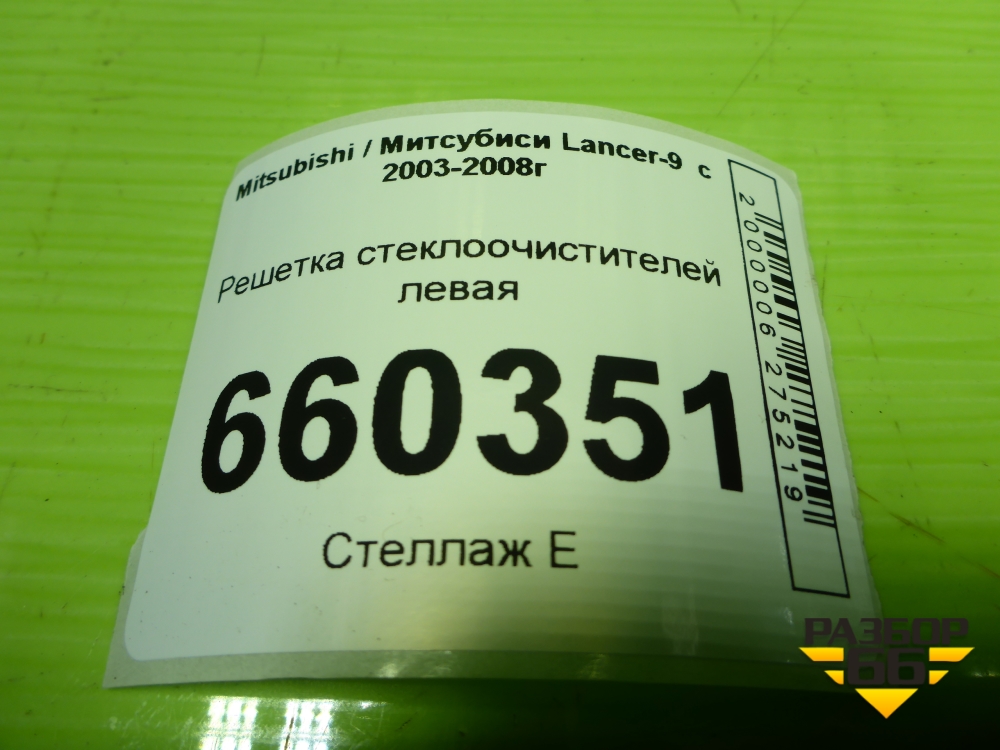 Mitsubishi / Митсубиси Lancer-9 с
2003-2008г
Решетка стеклоочистителей
левая
660351
Стеллаж Е
2000006275219
РАЗБОР
66